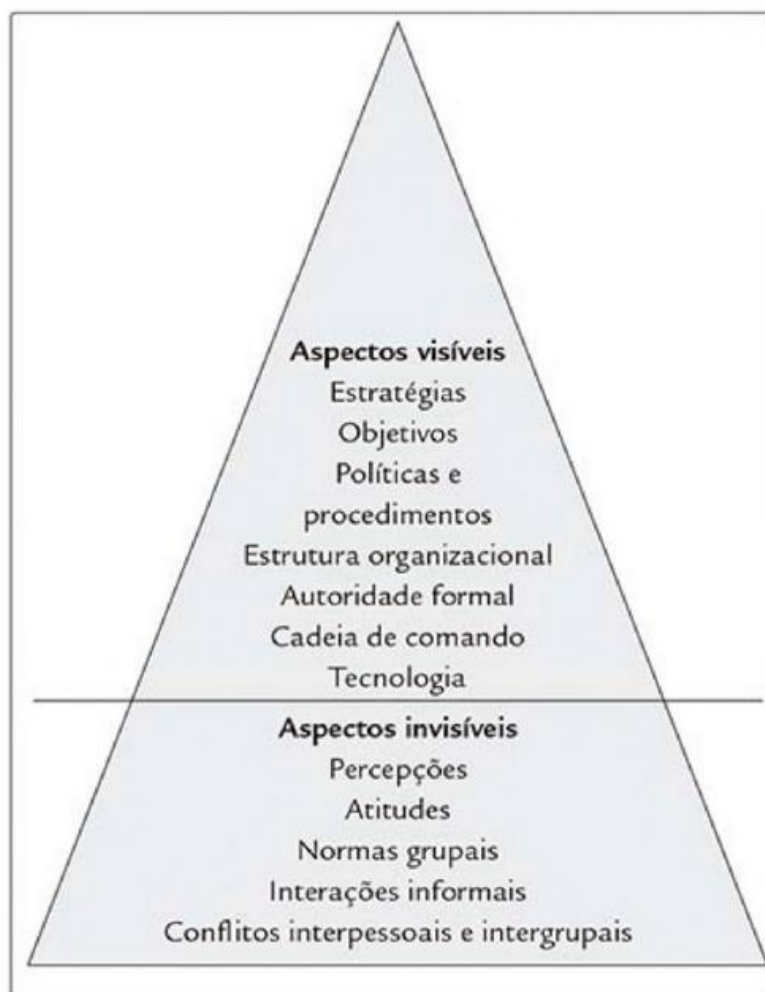 Aspectos visíveis
Estratégias
Objetivos
Políticas e
procedimentos
Estrutura organizacional
Autoridade formal
Cadeia de comando
Tecnologia
Aspectos invisíveis
Percepções
Atitudes
Normas grupais
Interações informais
Conflitos interpessoais e intergrupais